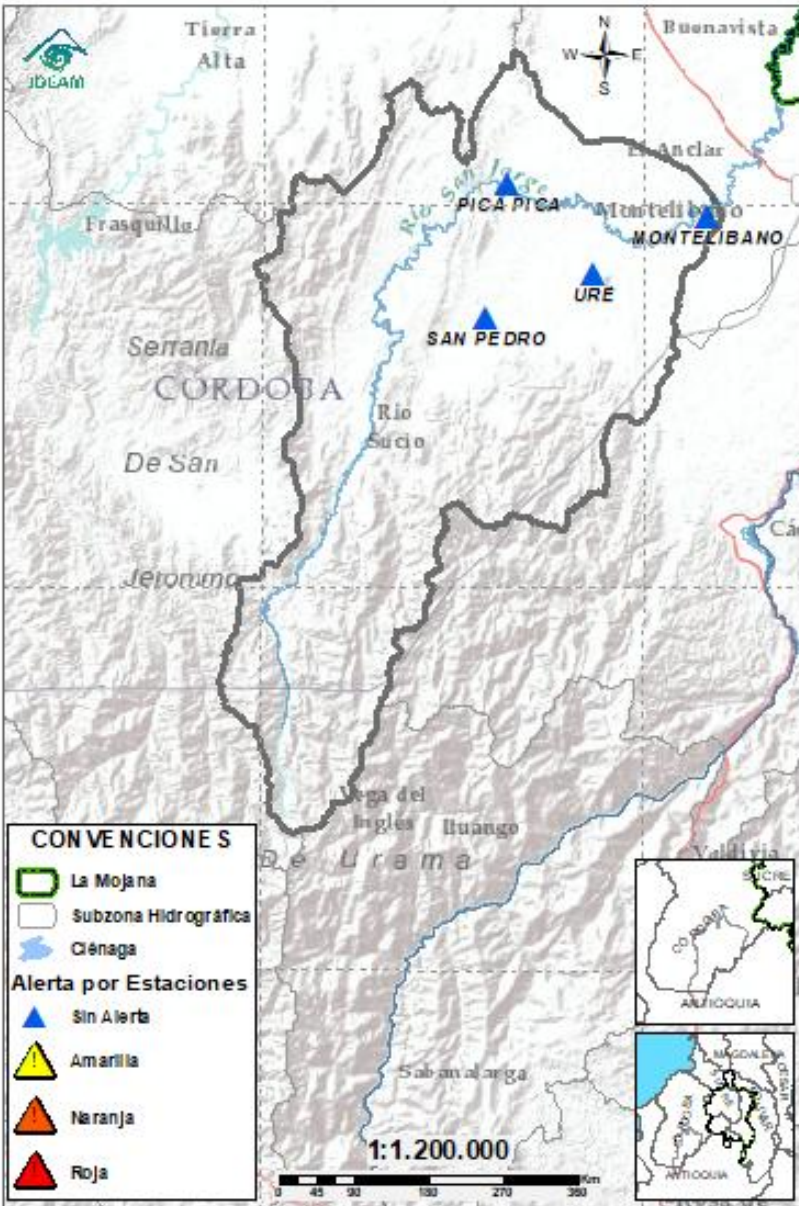 IDEAM
Tierra
Alta
N
W E
S
Buenavista
El Anclar
Río San Jorge
PICA PICA
Montelibano
MONTELIBANO
Frasquillo
URE
SAN PEDRO
Serranía
CORDOBA
Río
Sucio
De San
Jeronimo
Vega del
Inglés
Ituango
De Urama
Valdivia
Sabanalarga
CONVENCIONES
La Mojana
Subzona Hidrográfica
Ciénaga
Alerta por Estaciones
Sin Alerta
Amarilla
Naranja
Roja
SUCRE
CORDOBA
ANTIOQUIA
MAGDALENA
ANTIOQUIA
1:1.200.000
Km
0 45 90 180 270 360